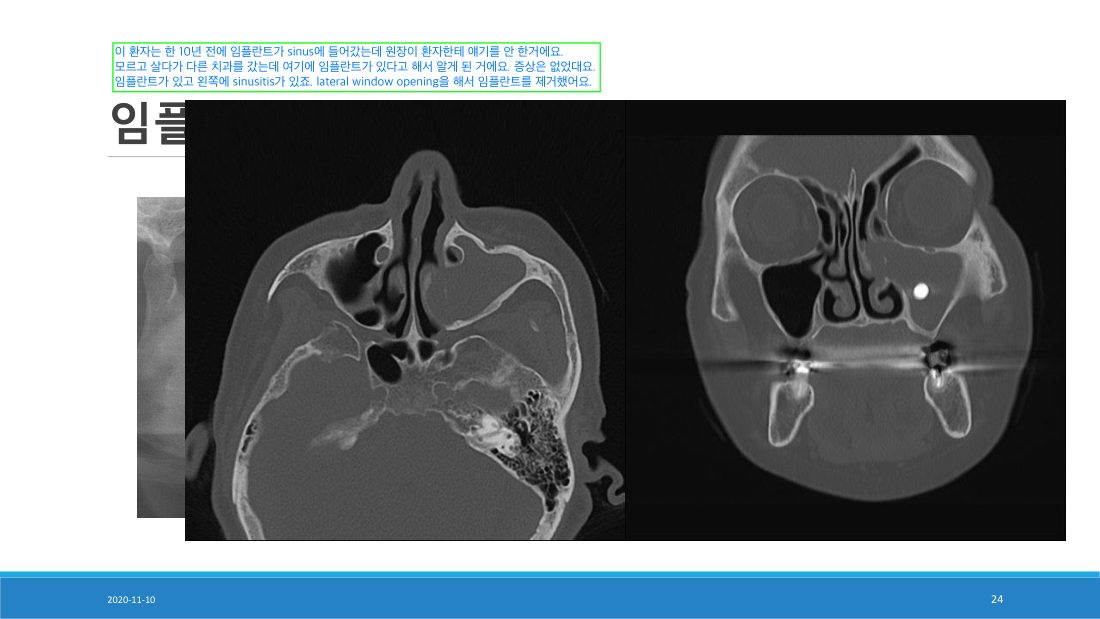 이 환자는 한 10년 전에 임플란트가 sinus에 들어갔는데 원장이 환자한테 얘기를 안 한거에요.
모르고 살다가 다른 치과를 갔는데 여기에 임플란트가 있다고 해서 알게 된 거에요. 증상은 없었대요.
임플란트가 있고 왼쪽에 sinusitis가 있죠. lateral window opening을 해서 임플란트를 제거했어요.
임플
2020-11-10
24